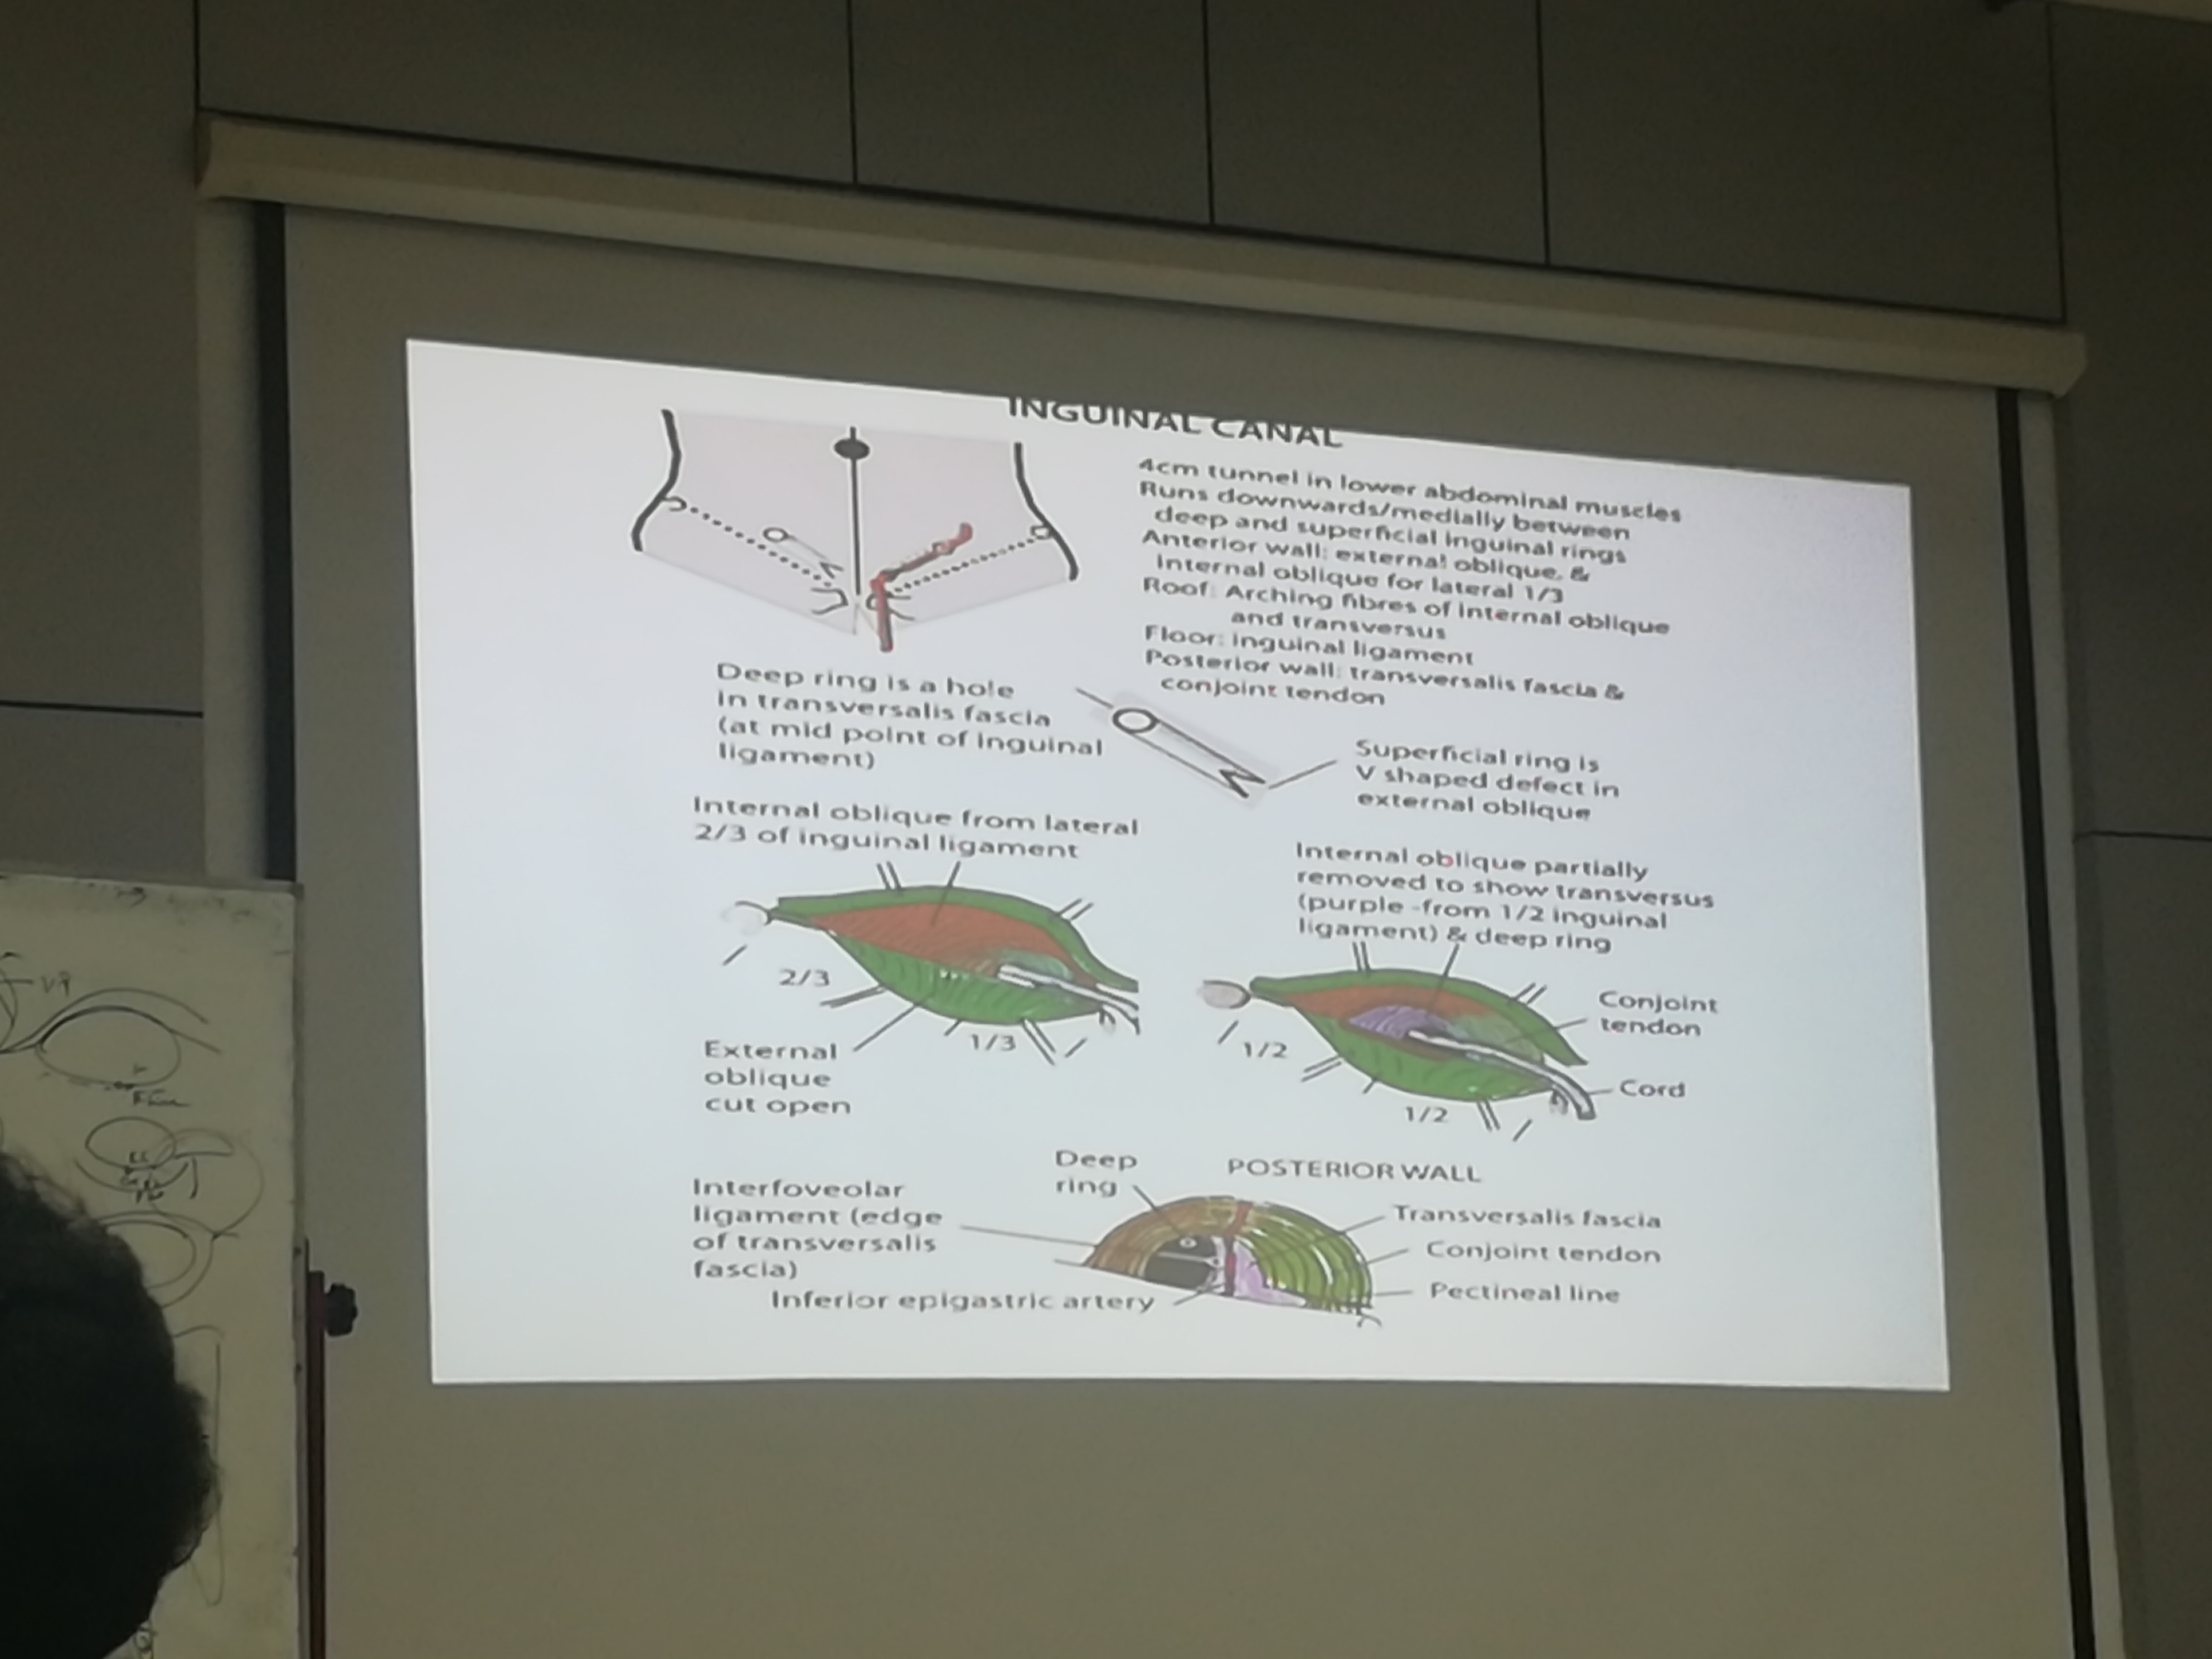 INGUINAL CANAL
4cm tunnel in lower abdominal muscles
Runs downwards/medially between
deep and superficial inguinal rings
Anterior wall: external oblique, &
internal oblique for lateral 1/3
Roof: Arching fibres of internal oblique
and transversus
Floor: inguinal ligament
Posterior wall: transversalis fascia &
conjoint tendon
Deep ring is a hole
in transversalis fascia
(at mid point of inguinal
ligament)
Superficial ring is
V shaped defect in
external oblique
Internal oblique from lateral
2/3 of inguinal ligament
2/3
1/3
External
oblique
cut open
Internal oblique partially
removed to show transversus
(purple -from 1/2 inguinal
ligament) & deep ring
Conjoint
tendon
1/2
Cord
1/2
POSTERIOR WALL
Deep
ring
Interfoveolar
ligament (edge
of transversalis
fascia)
Inferior epigastric artery
Transversalis fascia
Conjoint tendon
Pectineal line